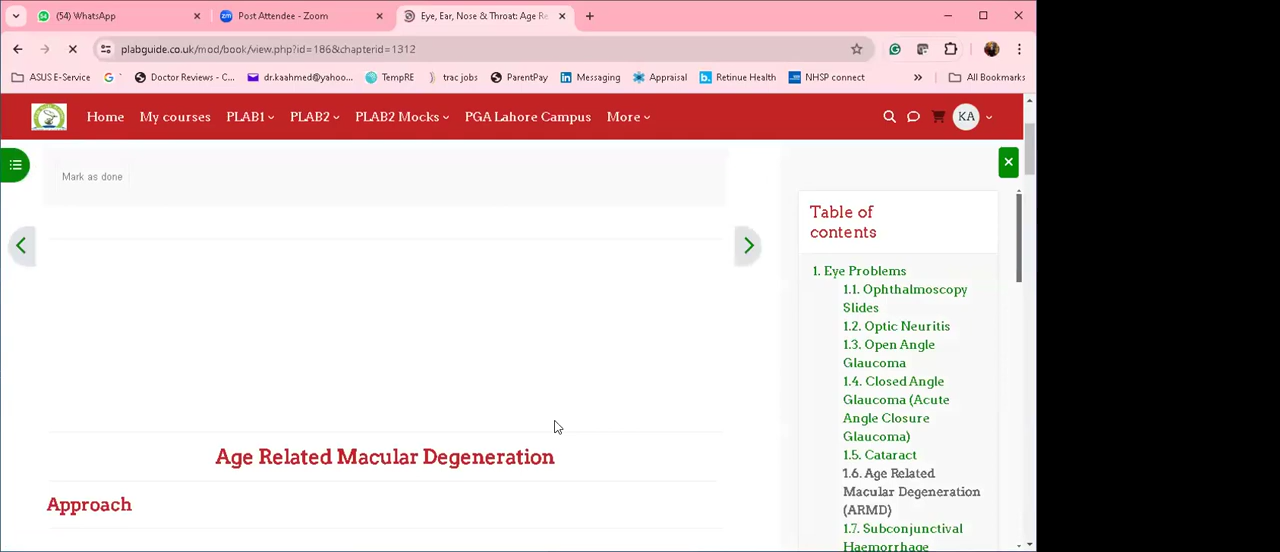 (54) WhatsApp
Post Attendee - Zoom
Eye, Ear, Nose & Throat: Age Re
plabguide.co.uk/mod/book/view.php?id=186&chapterid=1312
ASUS E-Service
Doctor Reviews - C...
dr.kaahmed@yahoo...
TempRE
trac jobs
ParentPay
Messaging
Appraisal
Retinue Health
NHSP connect
»
All Bookmarks
Home
My courses
PLAB1
PLAB2
PLAB2 Mocks
PGA Lahore Campus
More
KA
Mark as done
Table of
contents
1. Eye Problems
1.1. Ophthalmoscopy
Slides
1.2. Optic Neuritis
1.3. Open Angle
Glaucoma
1.4. Closed Angle
Glaucoma (Acute
Angle Closure
Glaucoma)
1.5. Cataract
1.6. Age Related
Macular Degeneration
(ARMD)
1.7. Subconjunctival
Haemorrhage
Age Related Macular Degeneration
Approach